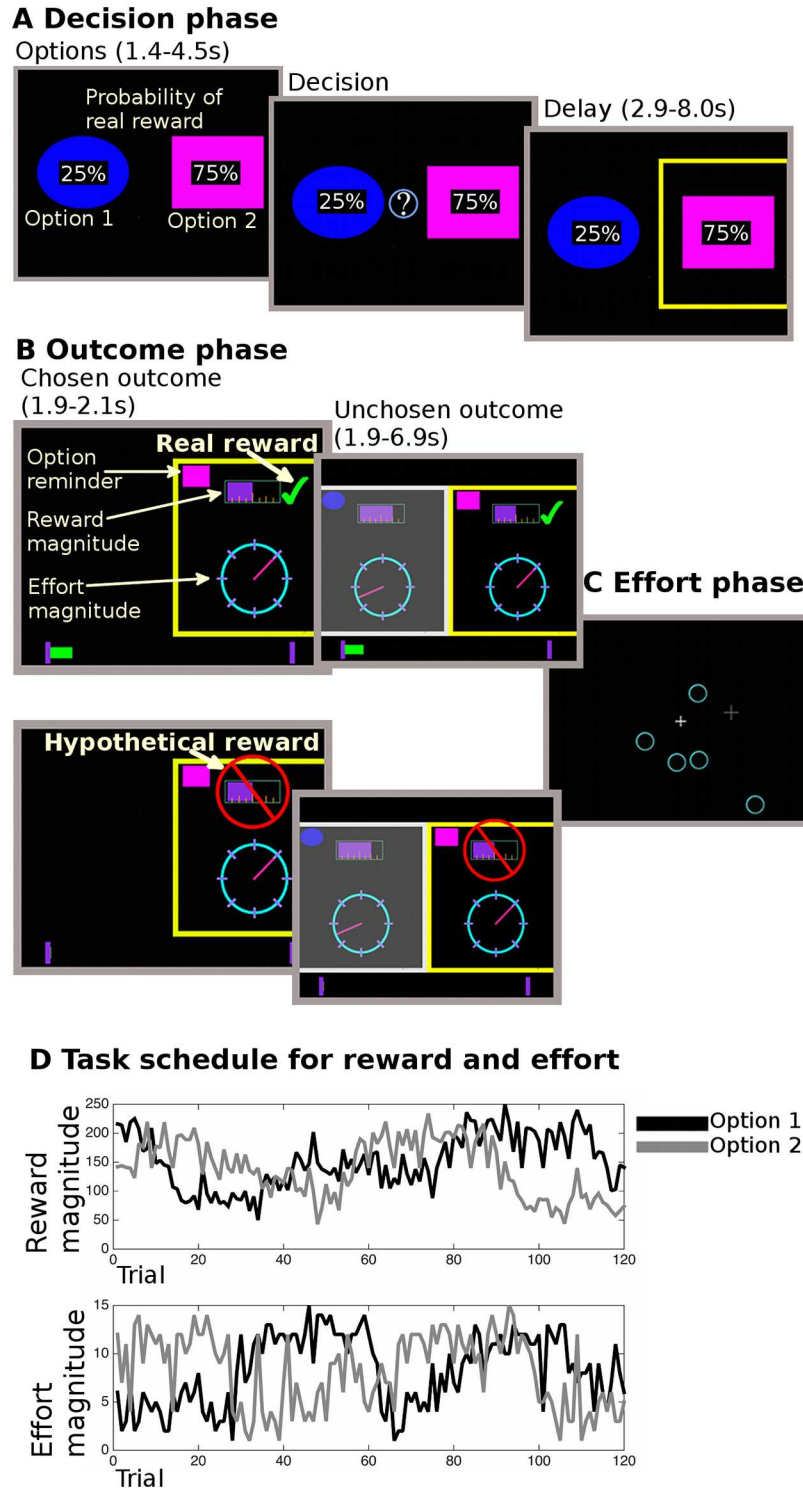 A Decision phase
Options (1.4-4.5s)
Probability of
real reward
25%
75%
Option 1
Option 2
Decision
25%
?
75%
Delay (2.9-8.0s)
25%
75%
B Outcome phase
Chosen outcome
(1.9-2.1s)
Option
reminder
Real reward
Reward
magnitude
Effort
magnitude
Unchosen outcome
(1.9-6.9s)
C Effort phase
Hypothetical reward
D Task schedule for reward and effort
Reward
magnitude
250
200
150
100
50
0
0
20
40
60
80
100
120
Trial
Option 1
Option 2
Effort
magnitude
15
10
5
0
0
20
40
60
80
100
120
Trial